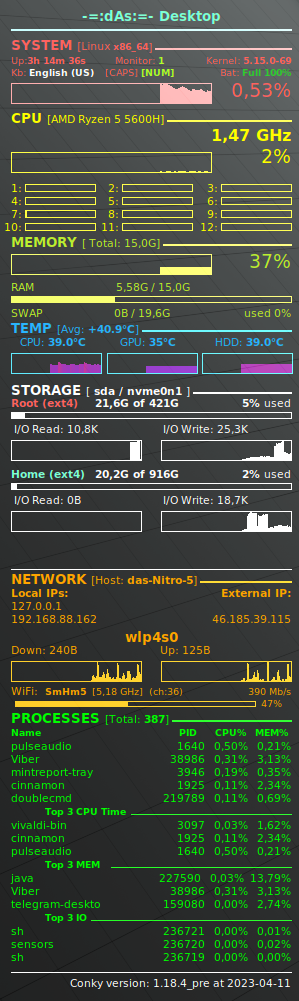 -=:dAs:=- Desktop
SYSTEM [Linux x86_64]
Up:3h 14m 36s Monitor: 1 Kernel: 5.15.0-69
Kb: English (US) [CAPS] [NUM] Bat: Full 100%
0,53%
CPU [AMD Ryzen 5 5600H]
1,47 GHz
2%
1: 2: 3:
4: 5: 6:
7: 8: 9:
10: 11: 12:
MEMORY [ Total: 15,0G]
37%
RAM 5,58G / 15,0G
SWAP 0B / 19,6G used 0%
TEMP [Avg: +40.9°C]
CPU: 39.0°C GPU: 35°C HDD: 39.0°C
STORAGE [ sda / nvme0n1 ]
Root (ext4) 21,6G of 421G 5% used
I/O Read: 10,8K I/O Write: 25,3K
Home (ext4) 20,2G of 916G 2% used
I/O Read: 0B I/O Write: 18,7K
NETWORK [Host: das-Nitro-5]
Local IPs: External IP:
127.0.0.1
192.168.88.162 46.185.39.115
wlp4s0
Down: 240B Up: 125B
WiFi: SmHm5 [5,18 GHz] (ch:36) 390 Mb/s
47%
PROCESSES [Total: 387]
Name PID CPU% MEM%
pulseaudio 1640 0,50% 0,21%
Viber 38986 0,31% 3,13%
mintreport-tray 3946 0,19% 0,35%
cinnamon 1925 0,11% 2,34%
doublecmd 219789 0,11% 0,69%
Top 3 CPU Time
vivaldi-bin 3097 0,03% 1,62%
cinnamon 1925 0,11% 2,34%
pulseaudio 1640 0,50% 0,21%
Top 3 MEM
java 227590 0,03% 13,79%
Viber 38986 0,31% 3,13%
telegram-deskto 159080 0,00% 2,74%
Top 3 IO
sh 236721 0,00% 0,01%
sensors 236720 0,00% 0,02%
sh 236719 0,00% 0,00%
Conky version: 1.18.4_pre at 2023-04-11